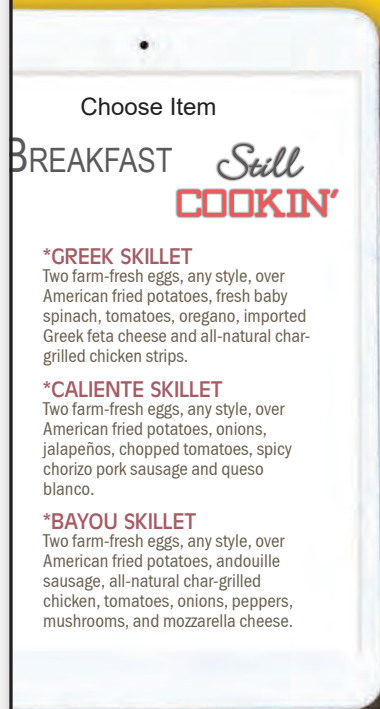 Choose Item
BREAKFAST
Still
COOKIN'
*GREEK SKILLET
Two farm-fresh eggs, any style, over
American fried potatoes, fresh baby
spinach, tomatoes, oregano, imported
Greek feta cheese and all-natural char-
grilled chicken strips.
*CALIENTE SKILLET
Two farm-fresh eggs, any style, over
American fried potatoes, onions,
jalapeños, chopped tomatoes, spicy
chorizo pork sausage and queso
blanco.
*BAYOU SKILLET
Two farm-fresh eggs, any style, over
American fried potatoes, andouille
sausage, all-natural char-grilled
chicken, tomatoes, onions, peppers,
mushrooms, and mozzarella cheese.